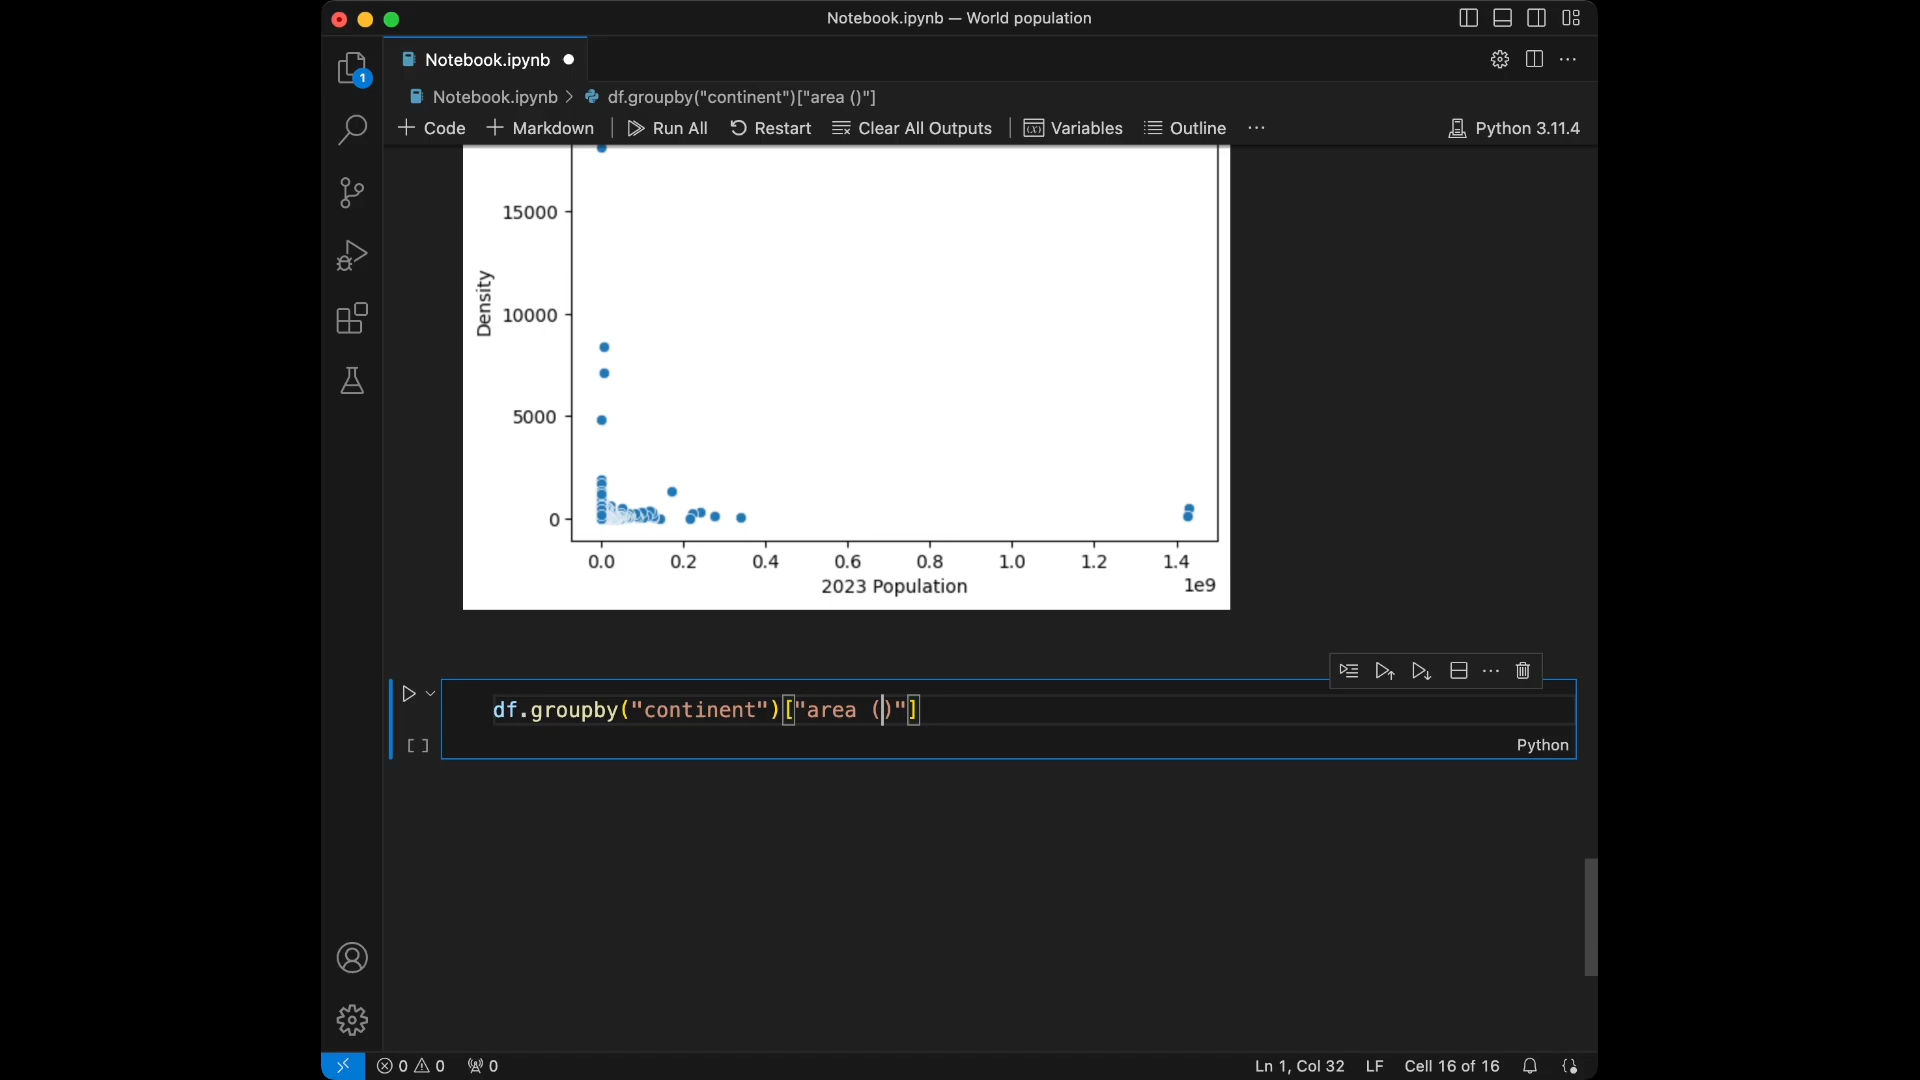 Notebook.ipynb — World population
Notebook.ipynb
1
Notebook.ipynb > df.groupby("continent")["area ()"]
Code Markdown Run All Restart Clear All Outputs Variables Outline ··· Python 3.11.4
15000
10000
5000
0
Density
0.0 0.2 0.4 0.6 0.8 1.0 1.2 1.4
1e9
2023 Population
df.groupby("continent")["area ()"]
[ ]
Python
0 0 0 Ln 1, Col 32 LF Cell 16 of 16